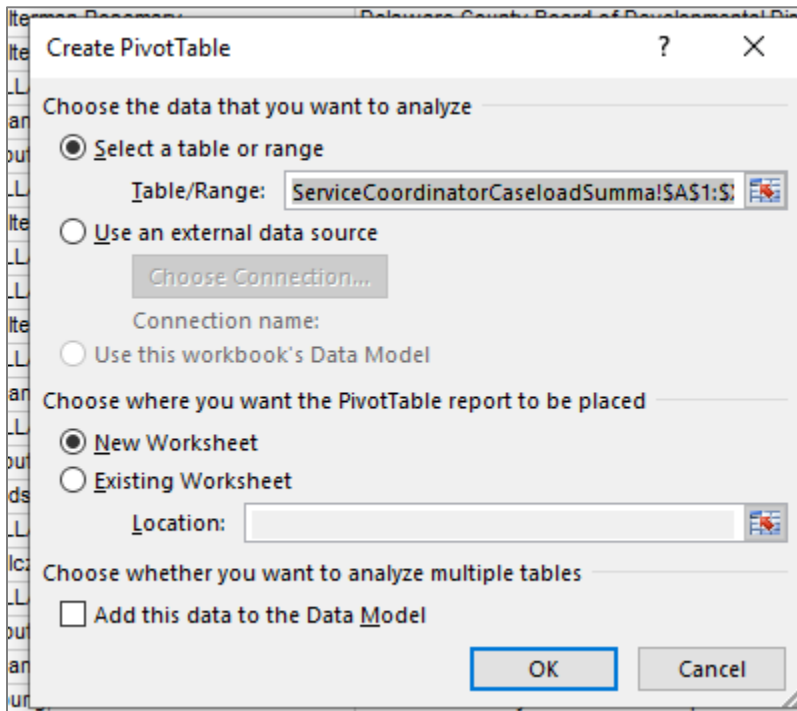 Create PivotTable ? X
Choose the data that you want to analyze
Select a table or range
Table/Range: ServiceCoordinatorCaseloadSumma!$A$1:$
Use an external data source
Choose Connection...
Connection name:
Use this workbook's Data Model
Choose where you want the PivotTable report to be placed
New Worksheet
Existing Worksheet
Location:
Choose whether you want to analyze multiple tables
Add this data to the Data Model
OK Cancel